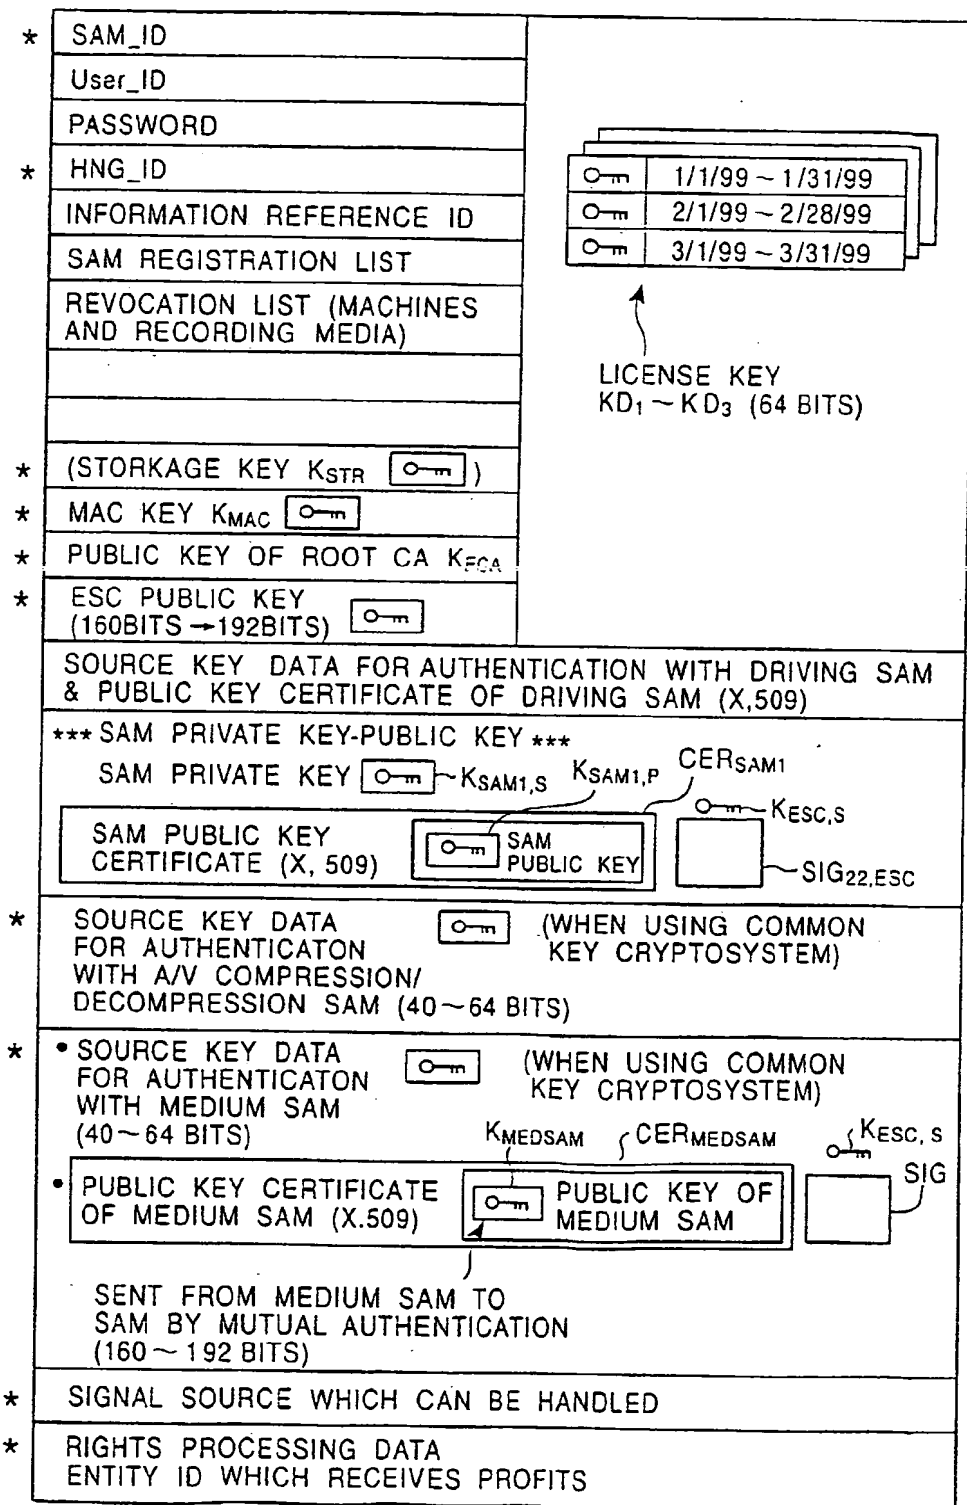 * SAM_ID
User_ID
PASSWORD
* HNG_ID
INFORMATION REFERENCE ID
SAM REGISTRATION LIST
REVOCATION LIST (MACHINES
AND RECORDING MEDIA)
1/1/99 ~ 1/31/99
2/1/99 ~ 2/28/99
3/1/99 ~ 3/31/99
LICENSE KEY
KD1 ~ KD3 (64 BITS)
* (STORKAGE KEY KSTR )
* MAC KEY KMAC
* PUBLIC KEY OF ROOT CA
* ESC PUBLIC KEY
(160BITS → 192BITS)
SOURCE KEY DATA FOR AUTHENTICATION WITH DRIVING SAM
& PUBLIC KEY CERTIFICATE OF DRIVING SAM (X,509)
*** SAM PRIVATE KEY-PUBLIC KEY ***
SAM PRIVATE KEY KSAM1,S KSAM1,P CERSAM1
KESC,S
SAM PUBLIC KEY
CERTIFICATE (X, 509)
SAM
PUBLIC KEY
SIG22,ESC
* SOURCE KEY DATA
FOR AUTHENTICATON
WITH A/V COMPRESSION/
DECOMPRESSION SAM (40 ~ 64 BITS)
(WHEN USING COMMON
KEY CRYPTOSYSTEM)
* • SOURCE KEY DATA
FOR AUTHENTICATON
WITH MEDIUM SAM
(40 ~ 64 BITS)
(WHEN USING COMMON
KEY CRYPTOSYSTEM)
KMEDSAM CERMEDSAM KESC, S
SIG
• PUBLIC KEY CERTIFICATE
OF MEDIUM SAM (X.509)
PUBLIC KEY OF
MEDIUM SAM
SENT FROM MEDIUM SAM TO
SAM BY MUTUAL AUTHENTICATION
(160 ~ 192 BITS)
* SIGNAL SOURCE WHICH CAN BE HANDLED
* RIGHTS PROCESSING DATA
ENTITY ID WHICH RECEIVES PROFITS